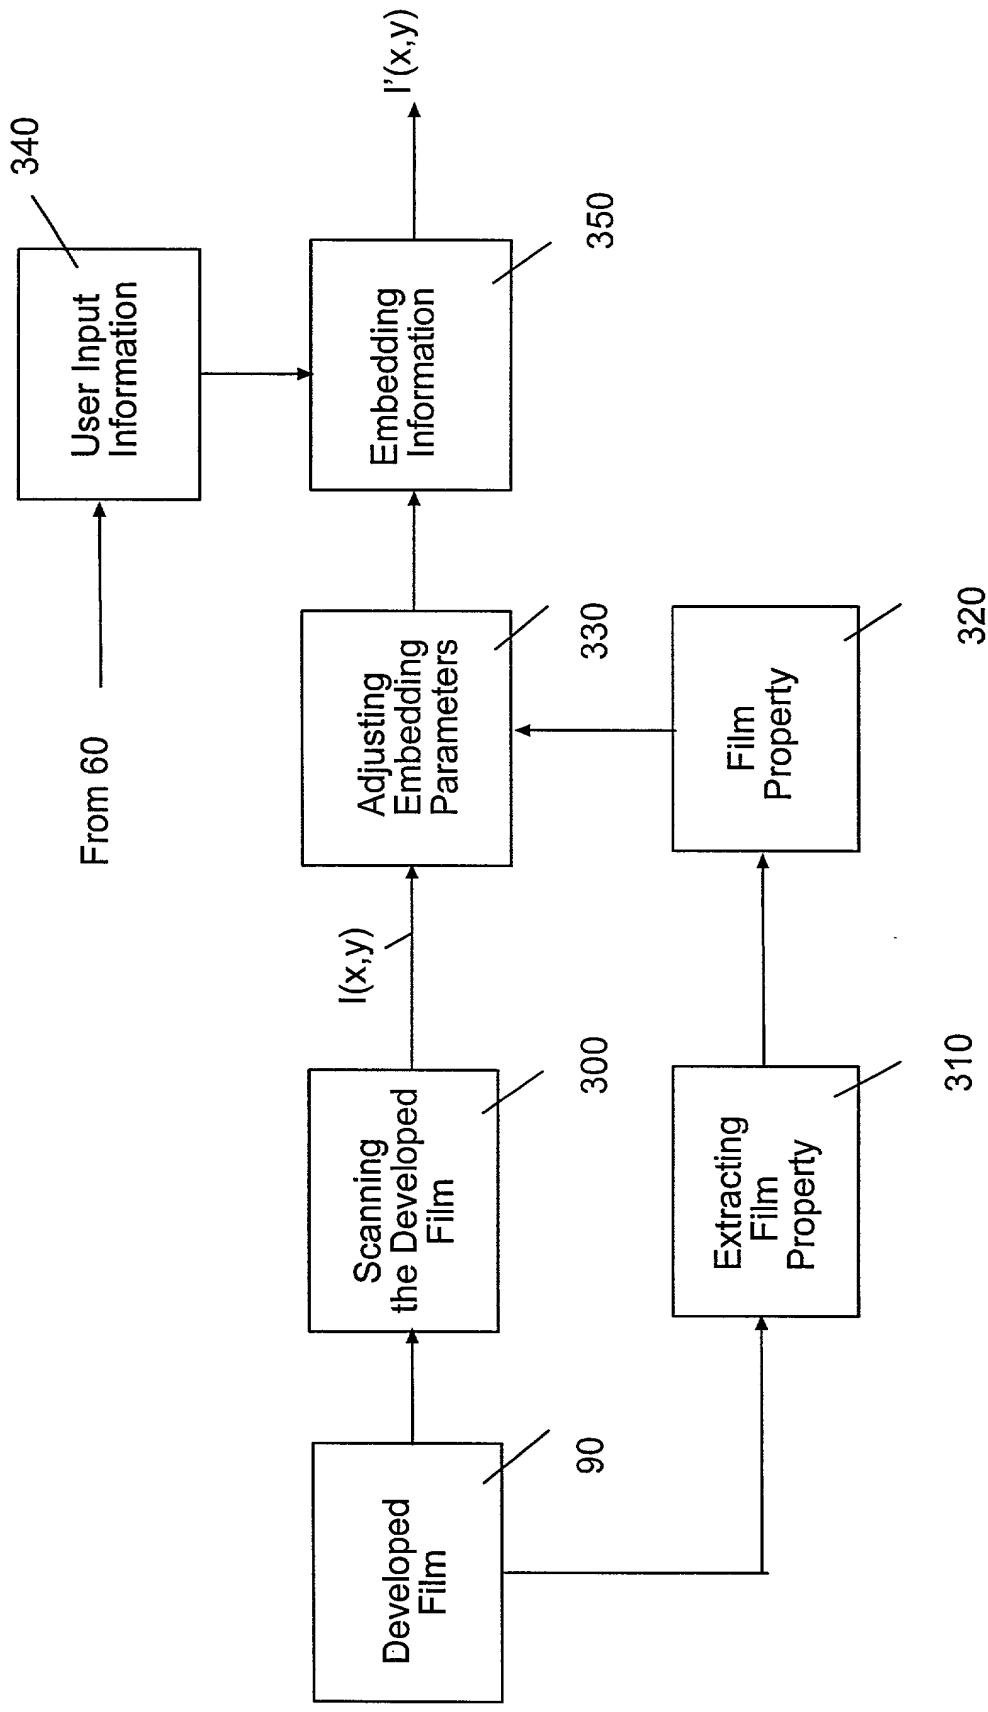 340
User Input
Information
From 60
I'(x,y)
Embedding
Information
350
Adjusting
Embedding
Parameters
330
I(x,y)
Scanning
the Developed
Film
300
Developed
Film
90
Extracting
Film
Property
310
Film
Property
320